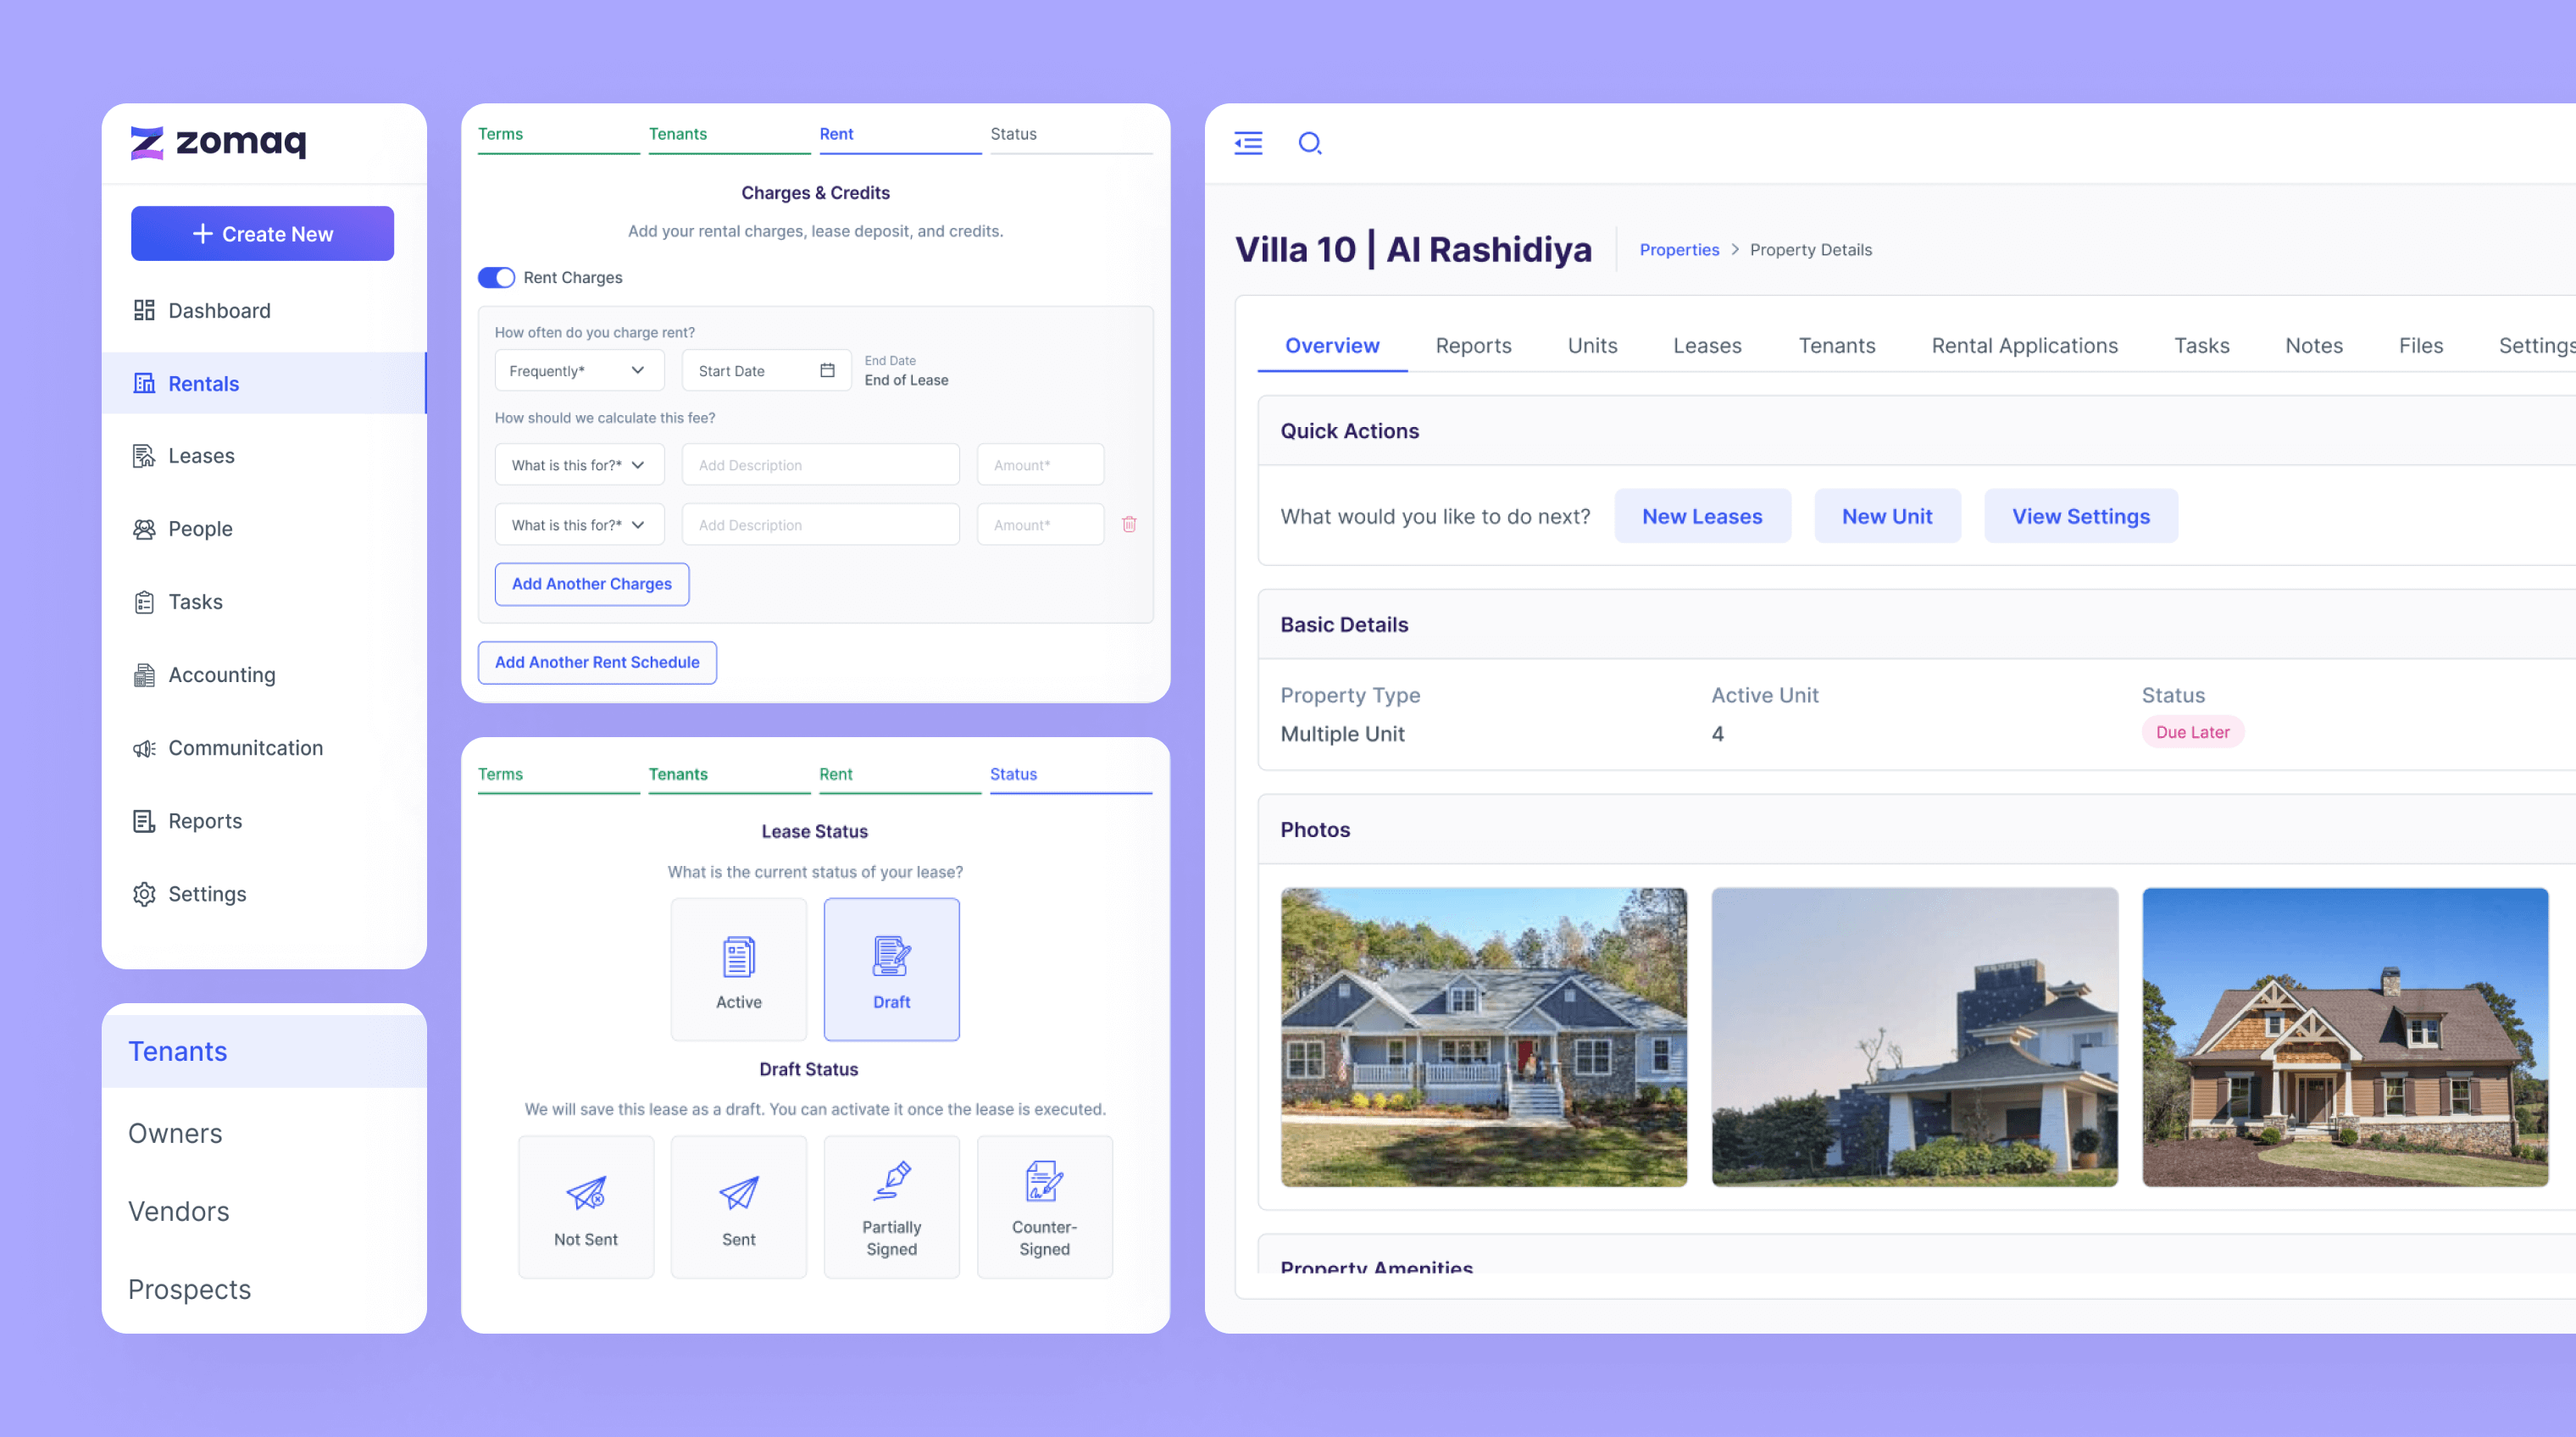 zomaq
Create New
Dashboard
Rentals
Leases
People
Tasks
Accounting
Communitcation
Reports
Settings
Tenants
Owners
Vendors
Prospects
Terms Tenants Rent Status
Charges & Credits
Add your rental charges, lease deposit, and credits.
Rent Charges
How often do you charge rent?
Frequently* Start Date
End Date
End of Lease
How should we calculate this fee?
What is this for?* Add Description Amount*
What is this for?* Add Description Amount*
Add Another Charges
Add Another Rent Schedule
Terms Tenants Rent Status
Lease Status
What is the current status of your lease?
Active Draft
Draft Status
We will save this lease as a draft. You can activate it once the lease is executed.
Not Sent
Sent
Partially
Signed
Counter-
Signed
Villa 10 | Al Rashidiya
Properties > Property Details
Overview Reports Units Leases Tenants Rental Applications Tasks Notes Files Settings
Quick Actions
What would you like to do next? New Leases New Unit View Settings
Basic Details
Property Type Active Unit Status
Multiple Unit 4 Due Later
Photos
Property Amenities